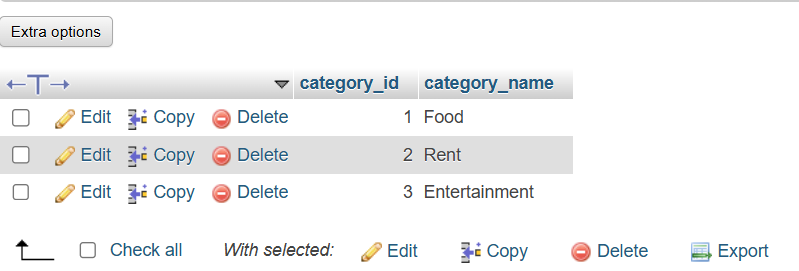 Extra options
←T→ category_id category_name
Edit Copy Delete 1 Food
Edit Copy Delete 2 Rent
Edit Copy Delete 3 Entertainment
Check all With selected: Edit Copy Delete Export